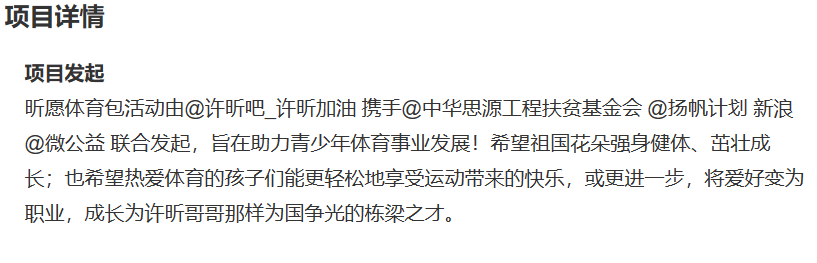 项目详情
项目发起
昕愿体育包活动由@许昕吧_许昕加油 携手@中华思源工程扶贫基金会 @扬帆计划 新浪
@微公益 联合发起，旨在助力青少年体育事业发展！希望祖国花朵强身健体、茁壮成
长；也希望热爱体育的孩子们能更轻松地享受运动带来的快乐，或更进一步，将爱好变为
职业，成长为许昕哥哥那样为国争光的栋梁之才。